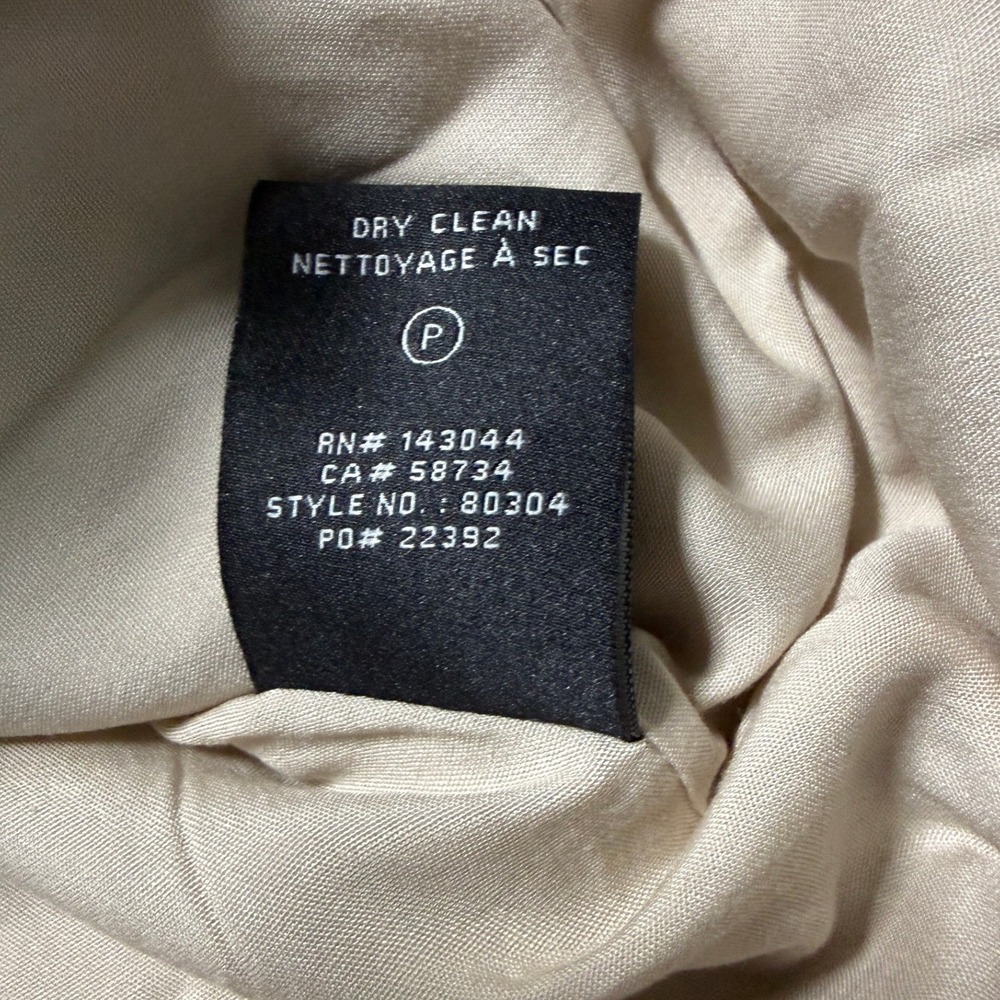 DRY CLEAN
NETTOYAGE À SEC
P
RN# 143044
CA# 58734
STYLE NO. : 80304
PO# 22392